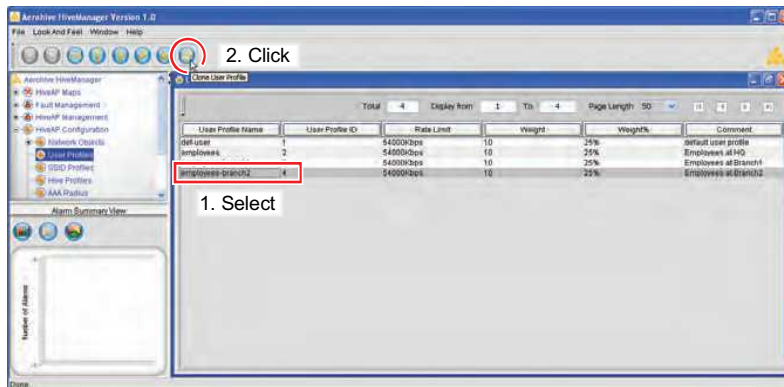 Aerohive HiveManager Version 1.0
File Look And Feel Window Help
2. Click
Clone User Profile
Aerohive HiveManager
HiveAP Maps
Fault Management
HiveAP Management
HiveAP Configuration
Network Objects
User Profiles
SSID Profiles
Hive Profiles
AAA Radius
Total 4 Display from 1 To 4 Page Length 50
User Profile Name User Profile ID Rate Limit Weight Weight% Comment
def-user 1 54000Kbps 10 25% default user profile
employees 2 54000Kbps 10 25% Employees at HQ
54000Kbps 10 25% Employees at Branch1
employees-branch2 4 54000Kbps 10 25% Employees at Branch2
1. Select
Alarm Summary View
Number of Alarms
Done.